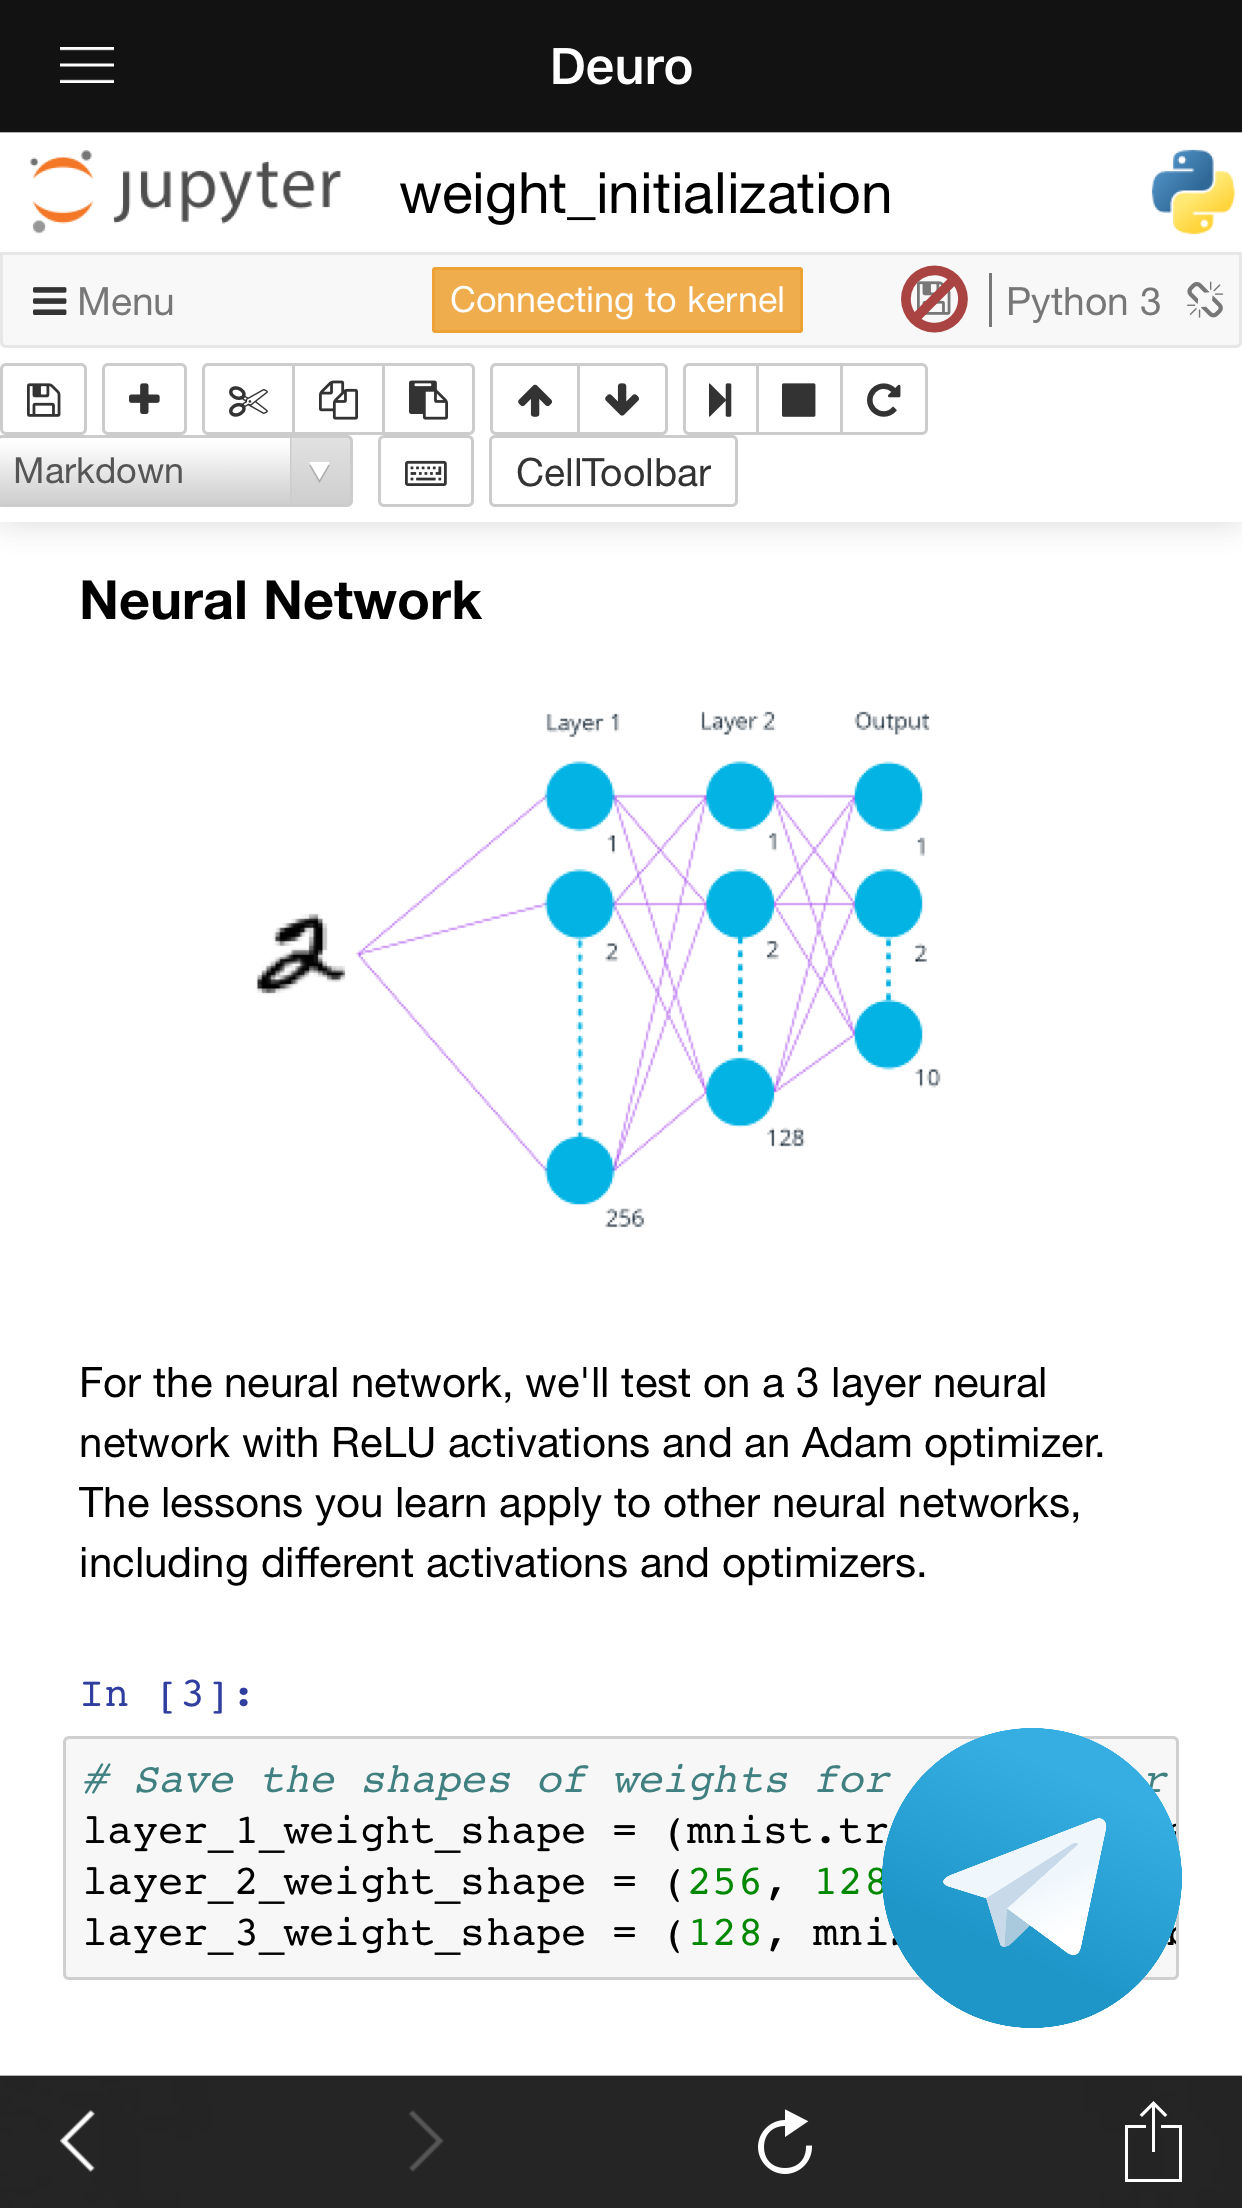 Deuro
jupyter weight_initialization
Menu Connecting to kernel Python 3
Markdown CellToolbar
Neural Network
Layer 1 Layer 2 Output
1 1 1
2 2 2
10
128
256
2
For the neural network, we'll test on a 3 layer neural
network with ReLU activations and an Adam optimizer.
The lessons you learn apply to other neural networks,
including different activations and optimizers.
In [3]:
# Save the shapes of weights for
layer_1_weight_shape = (mnist.tr
layer_2_weight_shape = (256, 128
layer_3_weight_shape = (128, mni